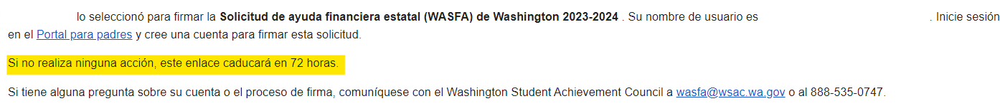 lo seleccionó para firmar la Solicitud de ayuda financiera estatal (WASFA) de Washington 2023-2024 . Su nombre de usuario es . Inicie sesión
en el Portal para padres y cree una cuenta para firmar esta solicitud.
Si no realiza ninguna acción, este enlace caducará en 72 horas.
Si tiene alguna pregunta sobre su cuenta o el proceso de firma, comuníquese con el Washington Student Achievement Council a wasfa@wsac.wa.gov o al 888-535-0747.